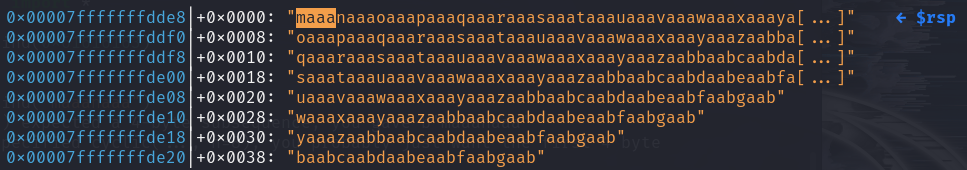 0x00007fffffffdde8│+0x0000: "maaanaaaoaaapaaaqaaaraaasaaataaauaaavaaawaaaxaaaya[...]" ← $rsp
0x00007fffffffddf0│+0x0008: "oaaapaaaqaaaraaasaaataaauaaavaaawaaaxaaayaaazaabba[...]"
0x00007fffffffddf8│+0x0010: "qaaaraaasaaataaauaaavaaawaaaxaaayaaazaabbaabcaabda[...]"
0x00007fffffffde00│+0x0018: "saaataaauaaavaaawaaaxaaayaaazaabbaabcaabdaabeaabfa[...]"
0x00007fffffffde08│+0x0020: "uaaavaaawaaaxaaayaaazaabbaabcaabdaabeaabfaabgaab"
0x00007fffffffde10│+0x0028: "waaaxaaayaaazaabbaabcaabdaabeaabfaabgaab"
0x00007fffffffde18│+0x0030: "yaaazaabbaabcaabdaabeaabfaabgaab"
0x00007fffffffde20│+0x0038: "baabcaabdaabeaabfaabgaab"
byte